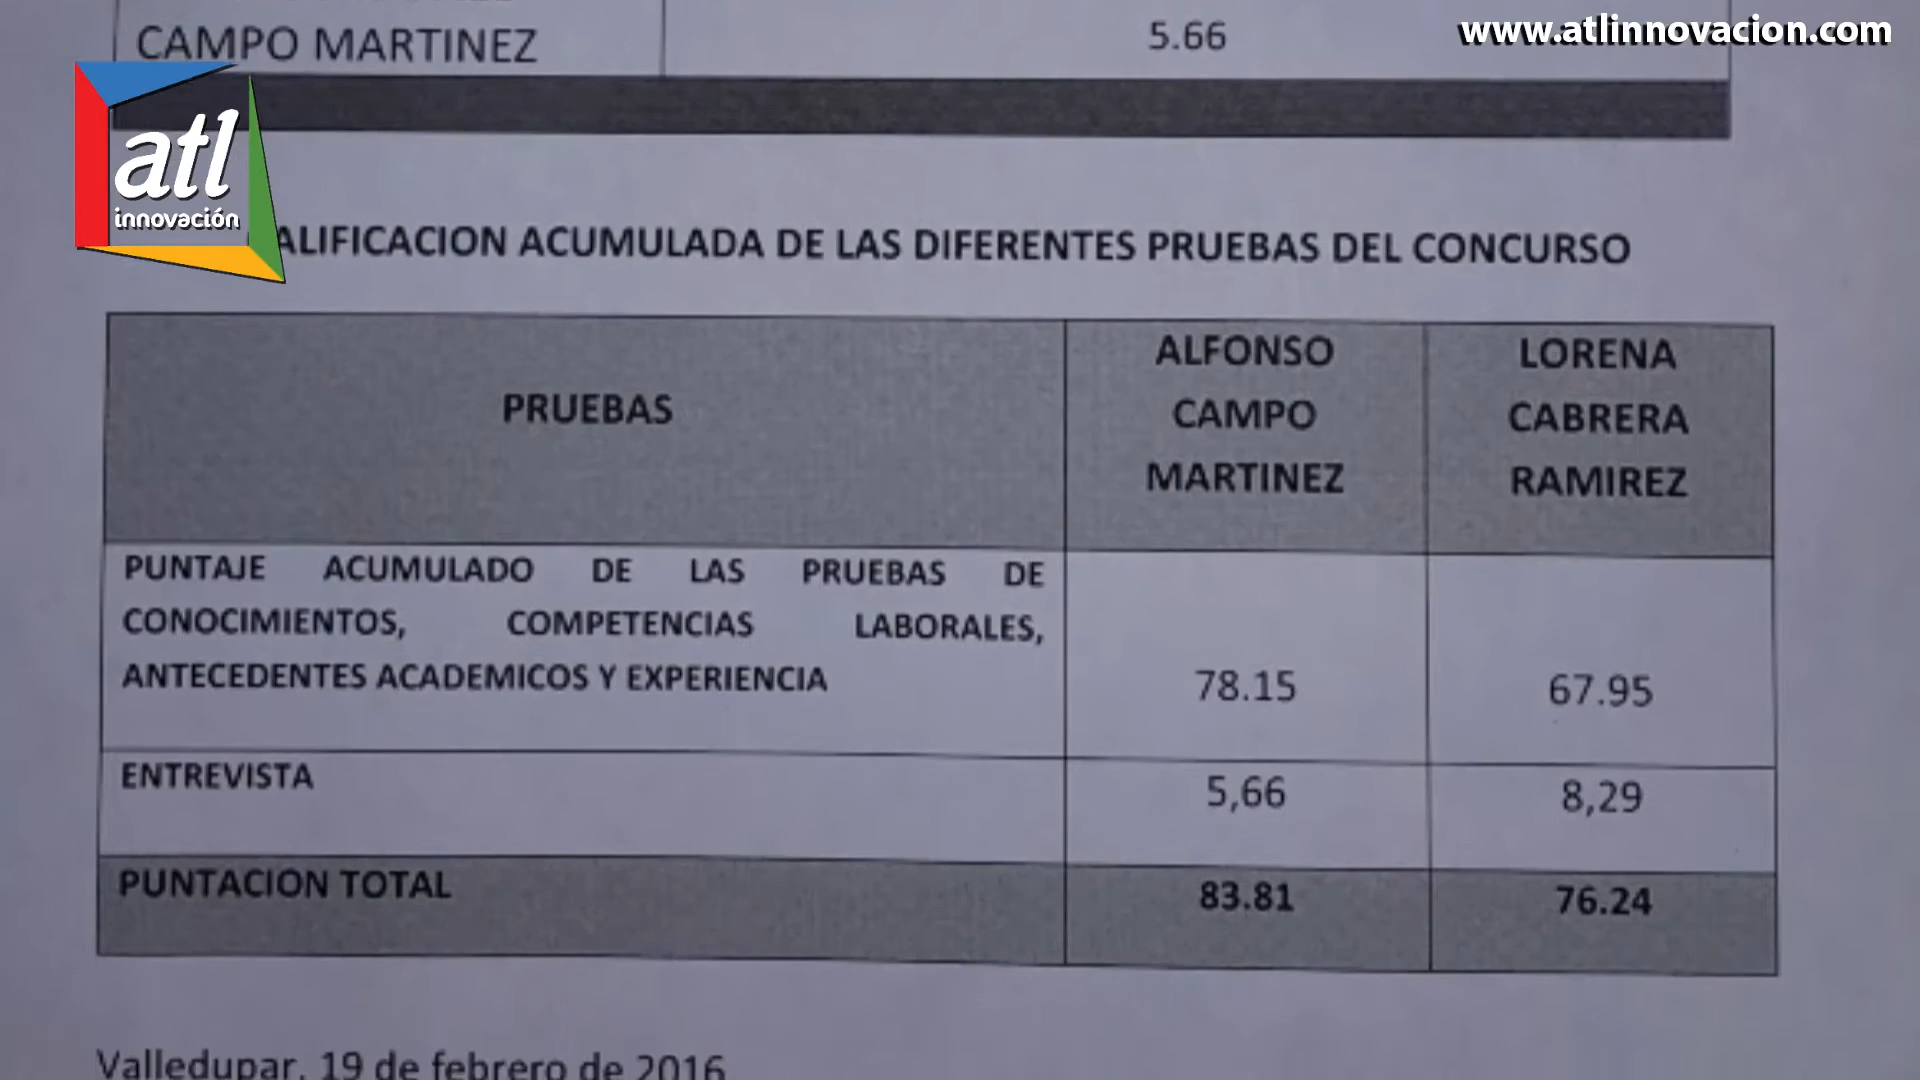 www.atlinnovacion.com
CAMPO MARTINEZ 5.66
atl
innovación
ALIFICACION ACUMULADA DE LAS DIFERENTES PRUEBAS DEL CONCURSO
PRUEBAS
ALFONSO
CAMPO
MARTINEZ
LORENA
CABRERA
RAMIREZ
PUNTAJE ACUMULADO DE LAS PRUEBAS DE
CONOCIMIENTOS, COMPETENCIAS LABORALES,
ANTECEDENTES ACADEMICOS Y EXPERIENCIA
78.15
67.95
ENTREVISTA
5,66
8,29
PUNTACION TOTAL
83.81
76.24
Valledupar, 19 de febrero de 2016